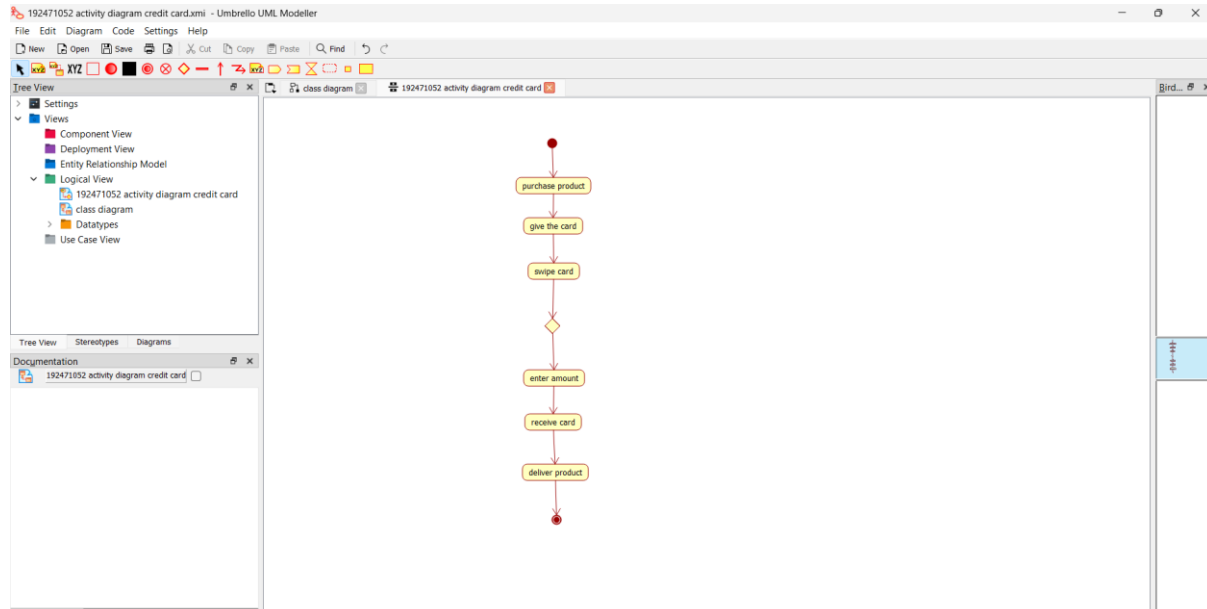 192471052 activity diagram credit card.xmi - Umbrello UML Modeller
File Edit Diagram Code Settings Help
New Open Save Cut Copy Paste Find
XYZ XYZ
Tree View
class diagram
192471052 activity diagram credit card
Bird...
Settings
Views
Component View
Deployment View
Entity Relationship Model
Logical View
192471052 activity diagram credit card
class diagram
Datatypes
Use Case View
Tree View Stereotypes Diagrams
Documentation
192471052 activity diagram credit card
purchase product
give the card
swipe card
enter amount
receive card
deliver product